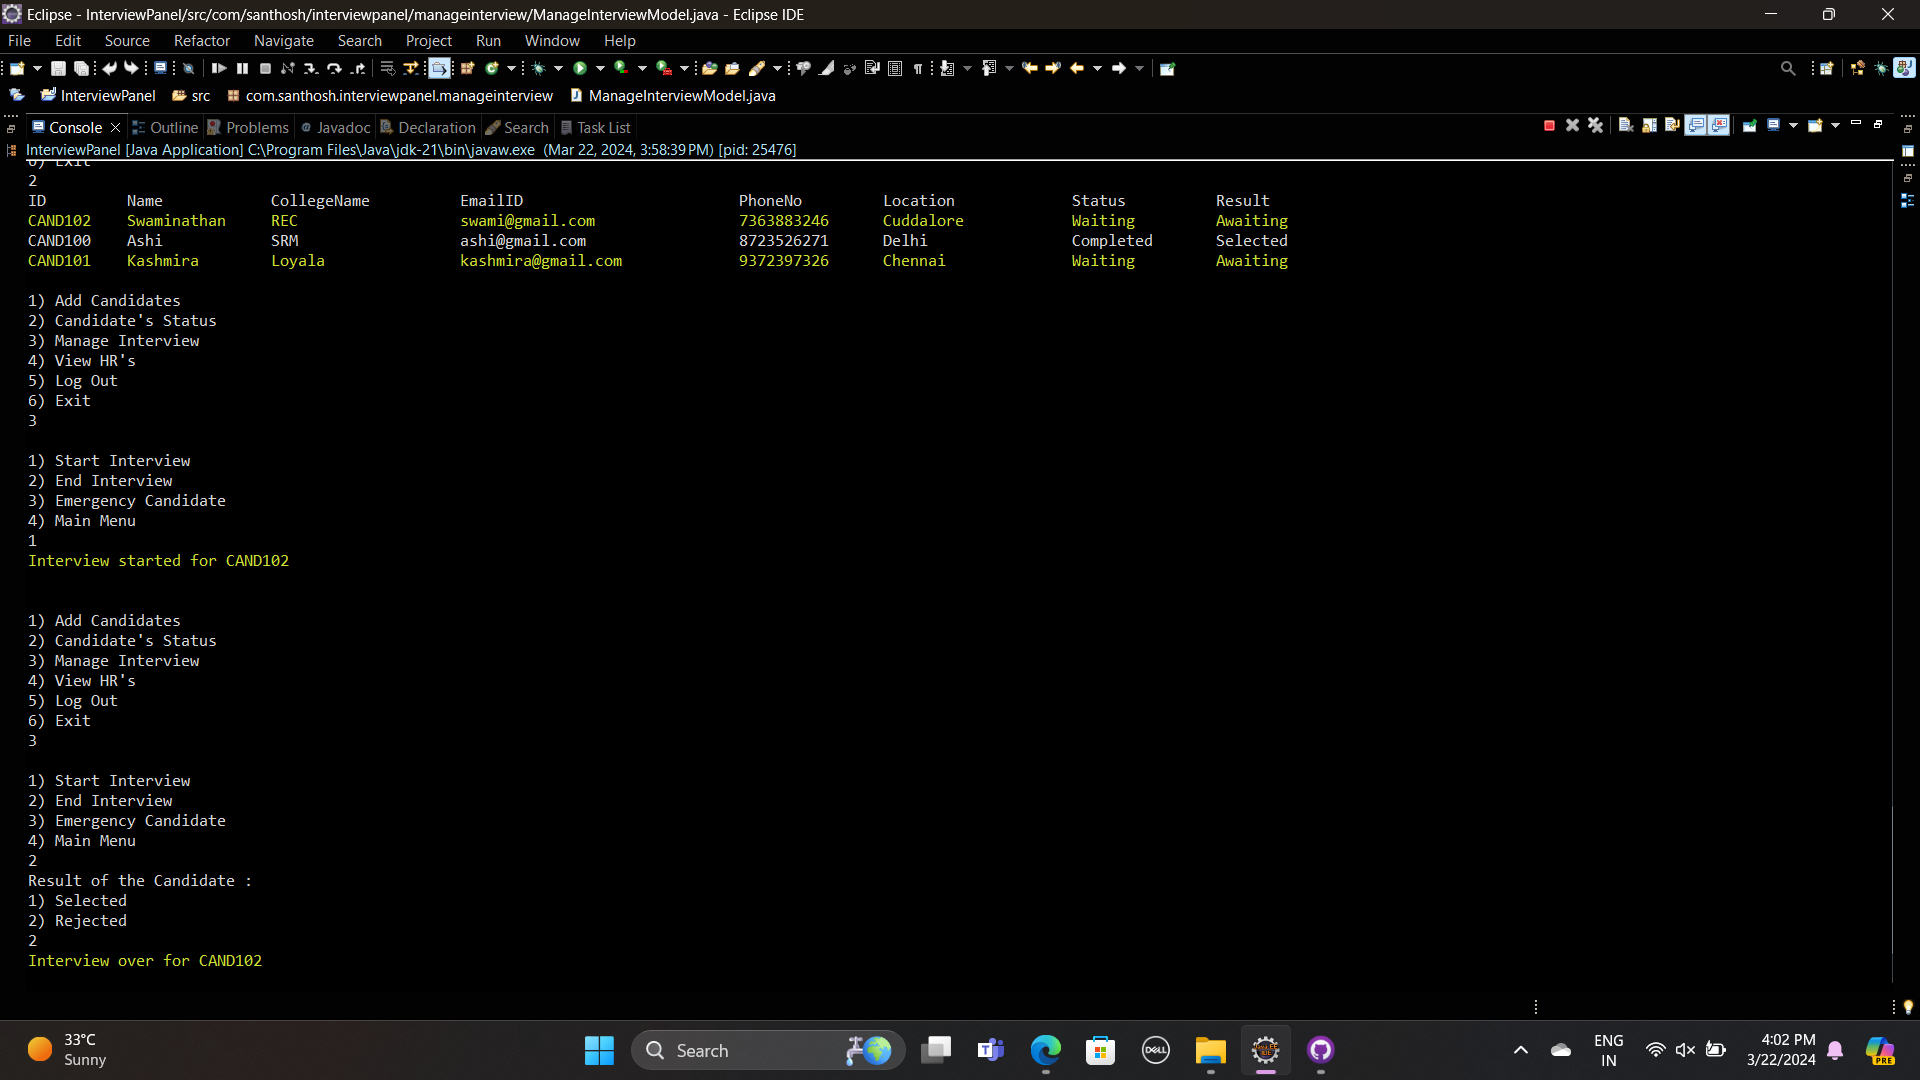 Eclipse - InterviewPanel/src/com/santhosh/interviewpanel/manageinterview/ManageInterviewModel.java - Eclipse IDE
File Edit Source Refactor Navigate Search Project Run Window Help
InterviewPanel src com.santhosh.interviewpanel.manageinterview ManageInterviewModel.java
Console Outline Problems Javadoc Declaration Search Task List
InterviewPanel [Java Application] C:\Program Files\Java\jdk-21\bin\javaw.exe (Mar 22, 2024, 3:58:39 PM) [pid: 25476]
6) Exit
2
ID Name CollegeName EmailID PhoneNo Location Status Result
CAND102 Swaminathan REC swami@gmail.com 7363883246 Cuddalore Waiting Awaiting
CAND100 Ashi SRM ashi@gmail.com 8723526271 Delhi Completed Selected
CAND101 Kashmira Loyala kashmira@gmail.com 9372397326 Chennai Waiting Awaiting
1) Add Candidates
2) Candidate's Status
3) Manage Interview
4) View HR's
5) Log Out
6) Exit
3
1) Start Interview
2) End Interview
3) Emergency Candidate
4) Main Menu
1
Interview started for CAND102
1) Add Candidates
2) Candidate's Status
3) Manage Interview
4) View HR's
5) Log Out
6) Exit
3
1) Start Interview
2) End Interview
3) Emergency Candidate
4) Main Menu
2
Result of the Candidate :
1) Selected
2) Rejected
2
Interview over for CAND102
33°C
Sunny
Search
DELL
ENG
IN
4:02 PM
3/22/2024
PRE